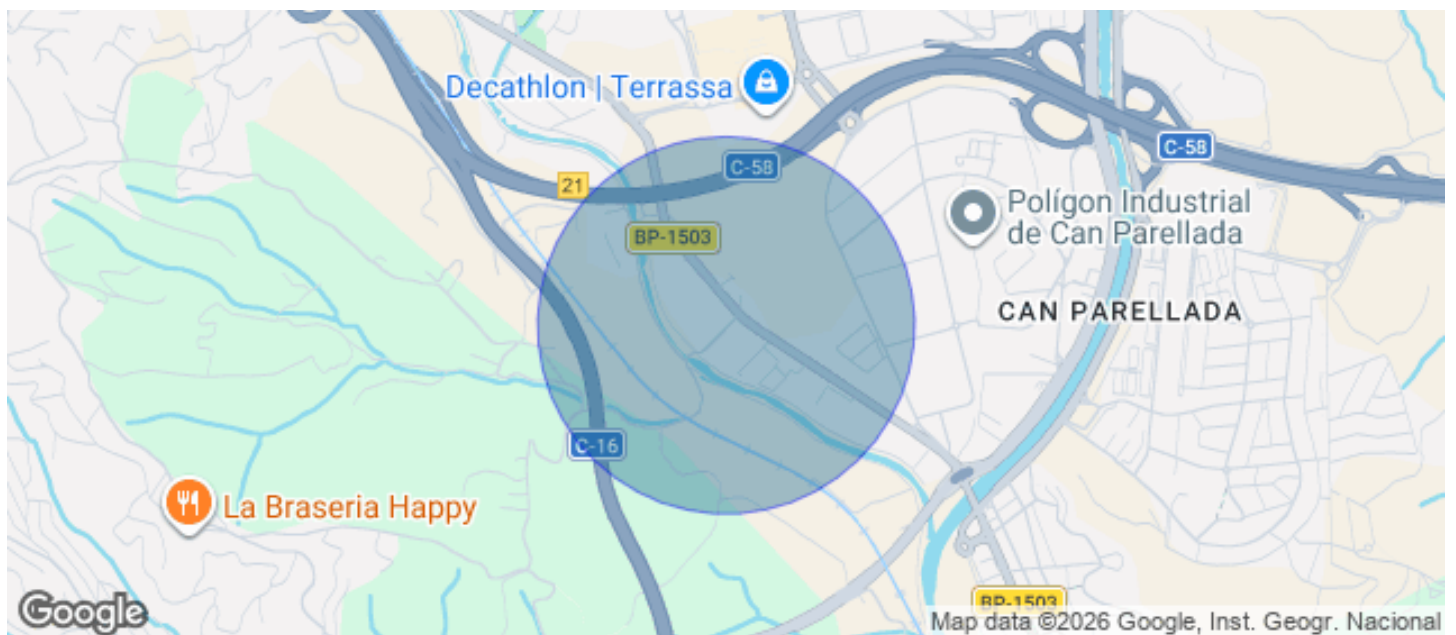 Decathlon | Terrassa
C-58
C-58
21
Polígon Industrial
de Can Parellada
BP-1503
CAN PARELLADA
C-16
La Braseria Happy
BP-1503
Google
Map data ©2026 Google, Inst. Geogr. Nacional